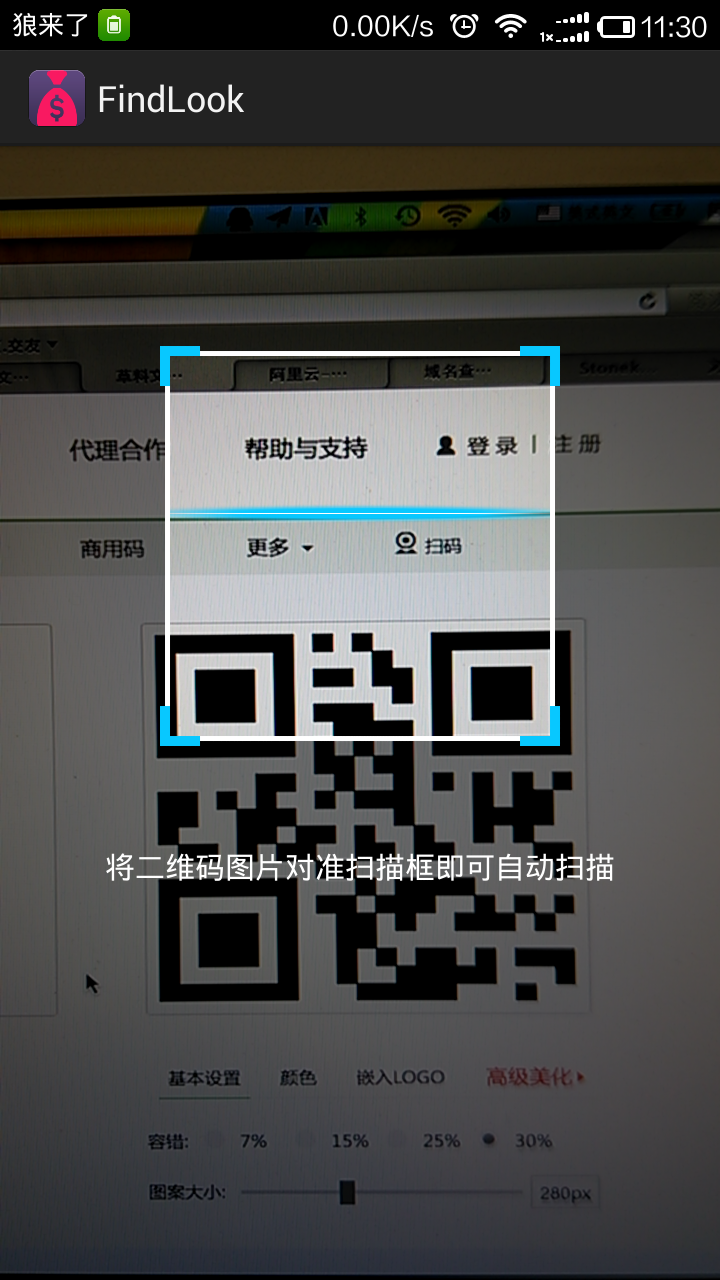 狼来了 0.00K/s 1× 11:30
$ FindLook
交友
文··· 草料文··· 阿里云-··· 域名查··· Stonek...
代理合作 帮助与支持 登录 | 注册
商用码 更多 扫码
将二维码图片对准扫描框即可自动扫描
基本设置 颜色 嵌入LOGO 高级美化
容错: 7% 15% 25% 30%
图案大小: 280px